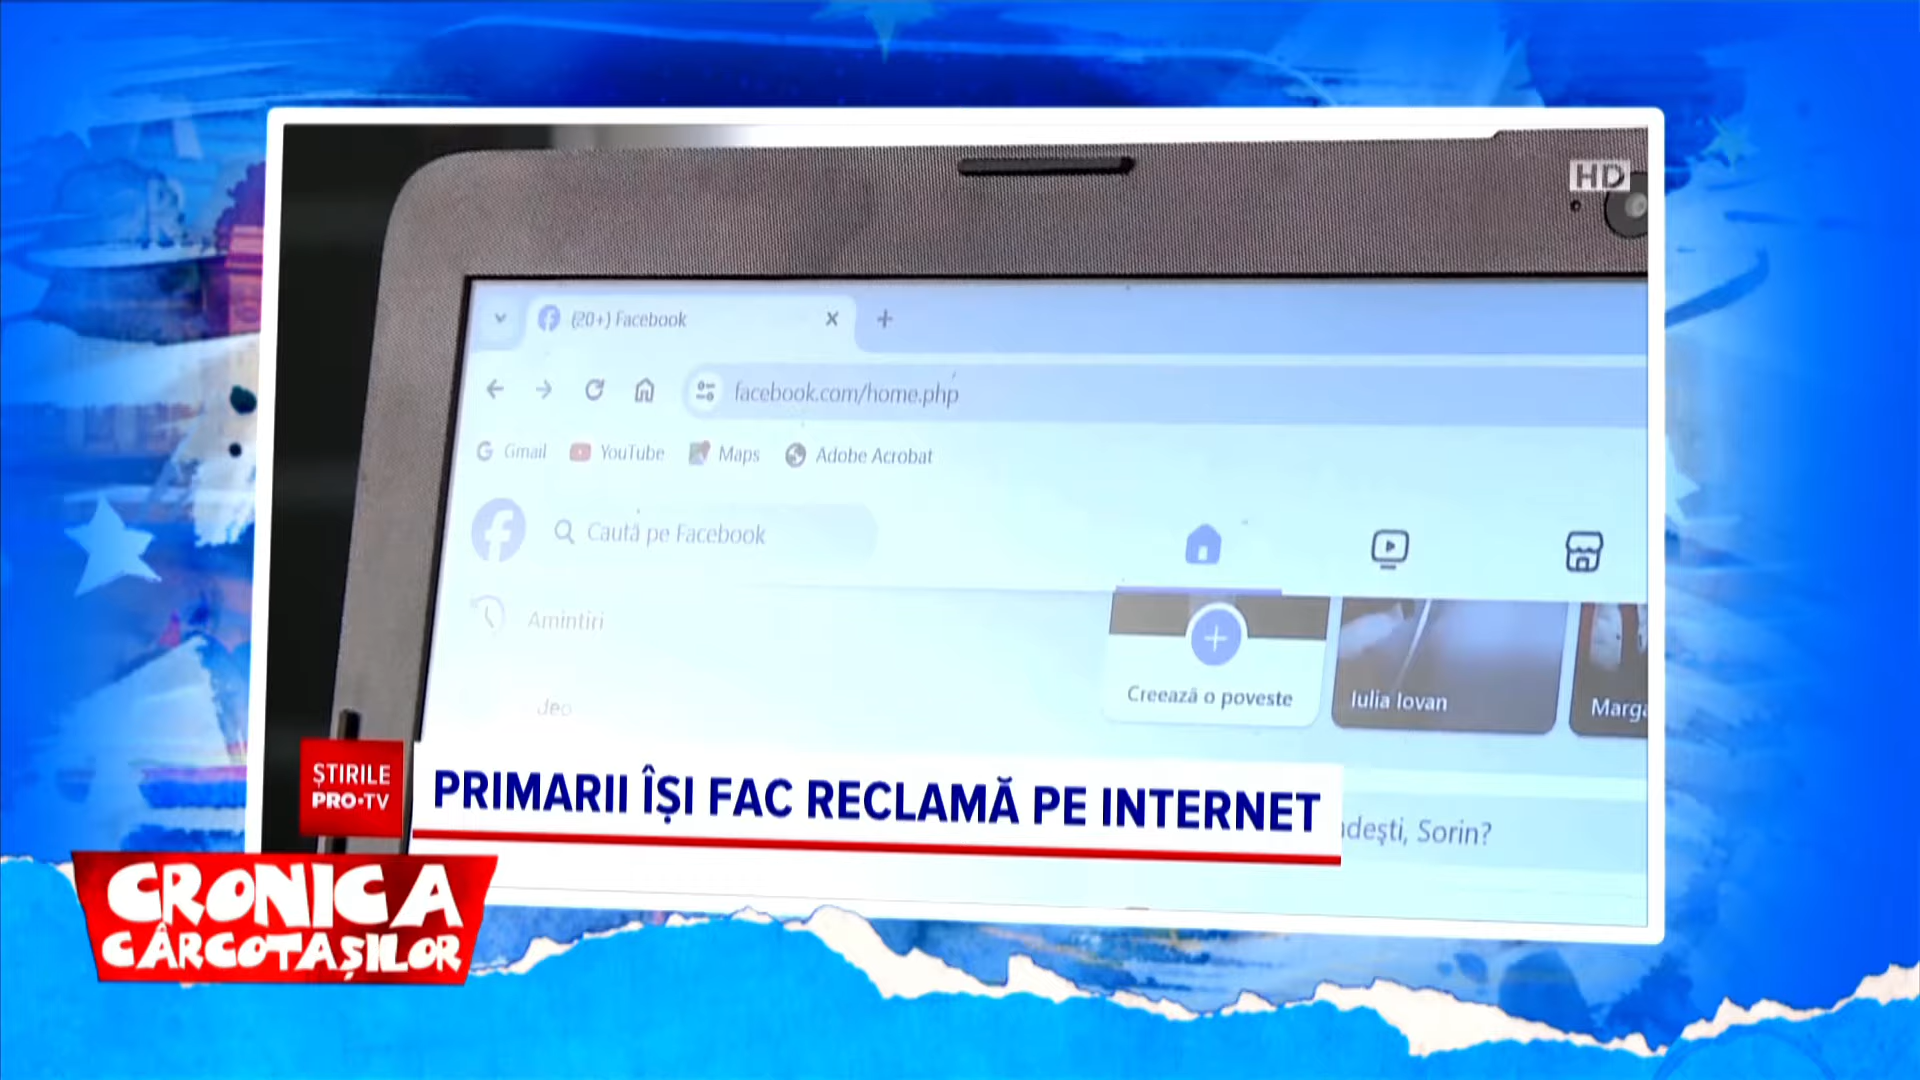 HD
(20+) Facebook
facebook.com/home.php
Gmail YouTube Maps Adobe Acrobat
Caută pe Facebook
Amintiri
Creează o poveste
Iulia Iovan
deo
ȘTIRILE
PRO•TV
PRIMARII ÎȘI FAC RECLAMĂ PE INTERNET
Sorin?
CRONICA
CÂRCOTAȘILOR